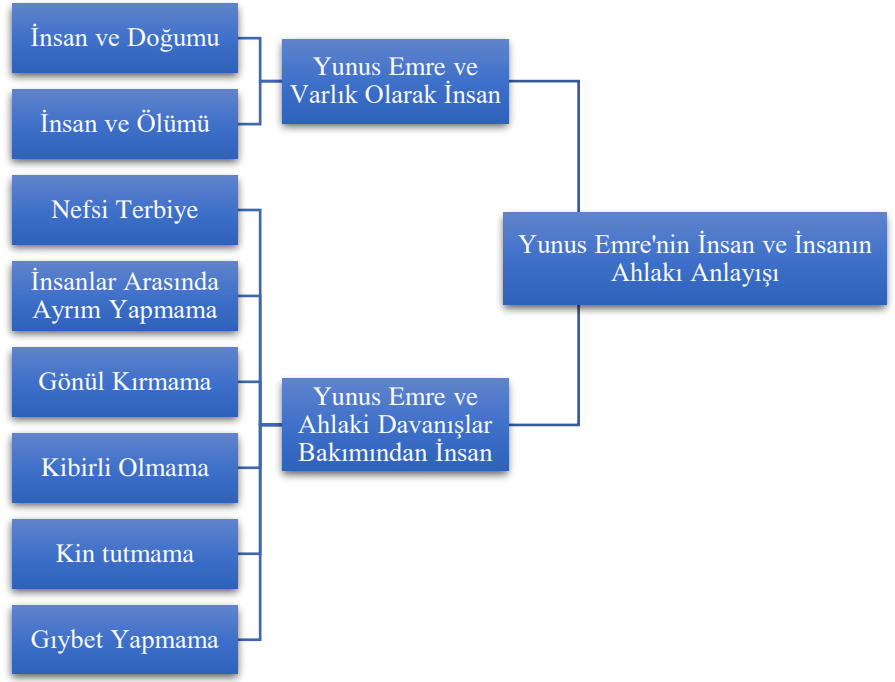 İnsan ve Doğumu
İnsan ve Ölümü
Yunus Emre ve
Varlık Olarak İnsan
Nefsi Terbiye
İnsanlar Arasında
Ayrım Yapmama
Gönül Kırmama
Kibirli Olmama
Kin tutmama
Gıybet Yapmama
Yunus Emre ve
Ahlaki Davanışlar
Bakımından İnsan
Yunus Emre'nin İnsan ve İnsanın
Ahlakı Anlayışı